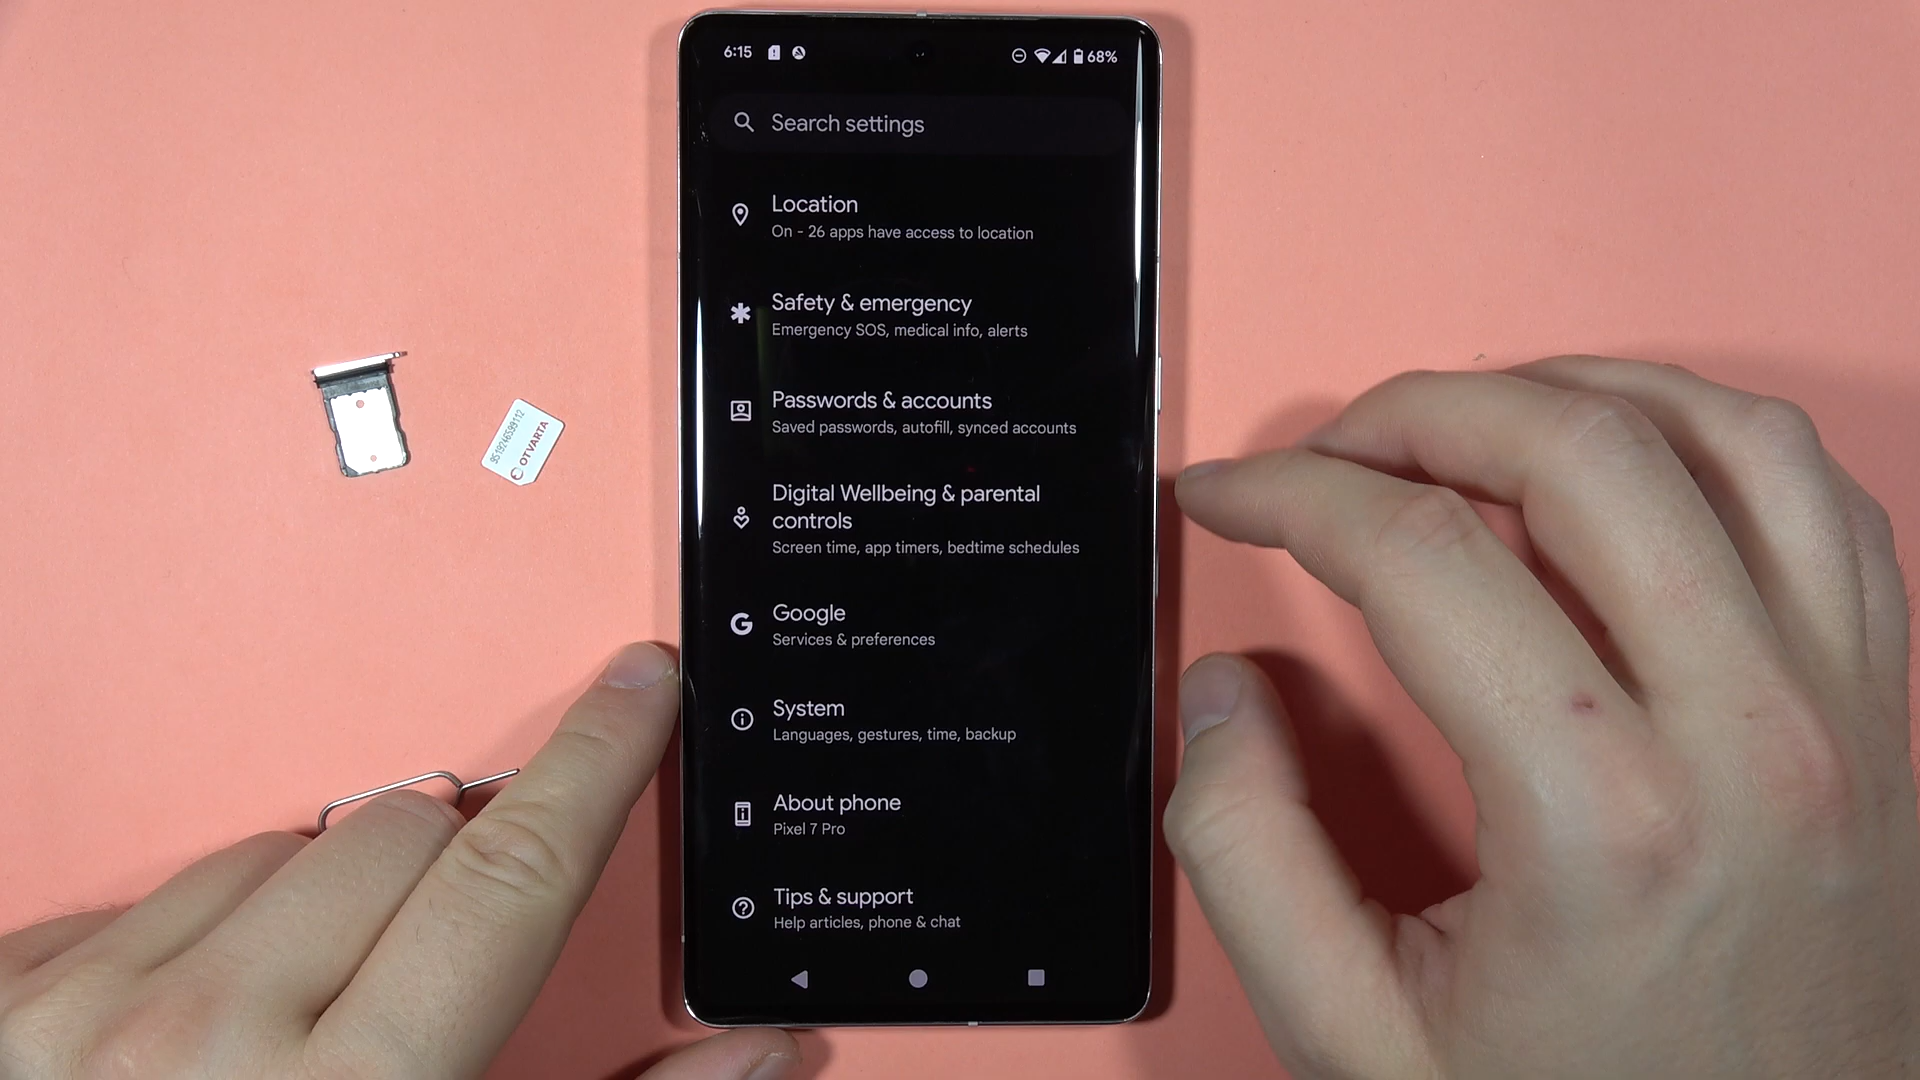 6:15
68%
Search settings
Location
On - 26 apps have access to location
Safety & emergency
Emergency SOS, medical info, alerts
Passwords & accounts
Saved passwords, autofill, synced accounts
Digital Wellbeing & parental
controls
Screen time, app timers, bedtime schedules
Google
Services & preferences
System
Languages, gestures, time, backup
About phone
Pixel 7 Pro
Tips & support
Help articles, phone & chat
OTVARTA